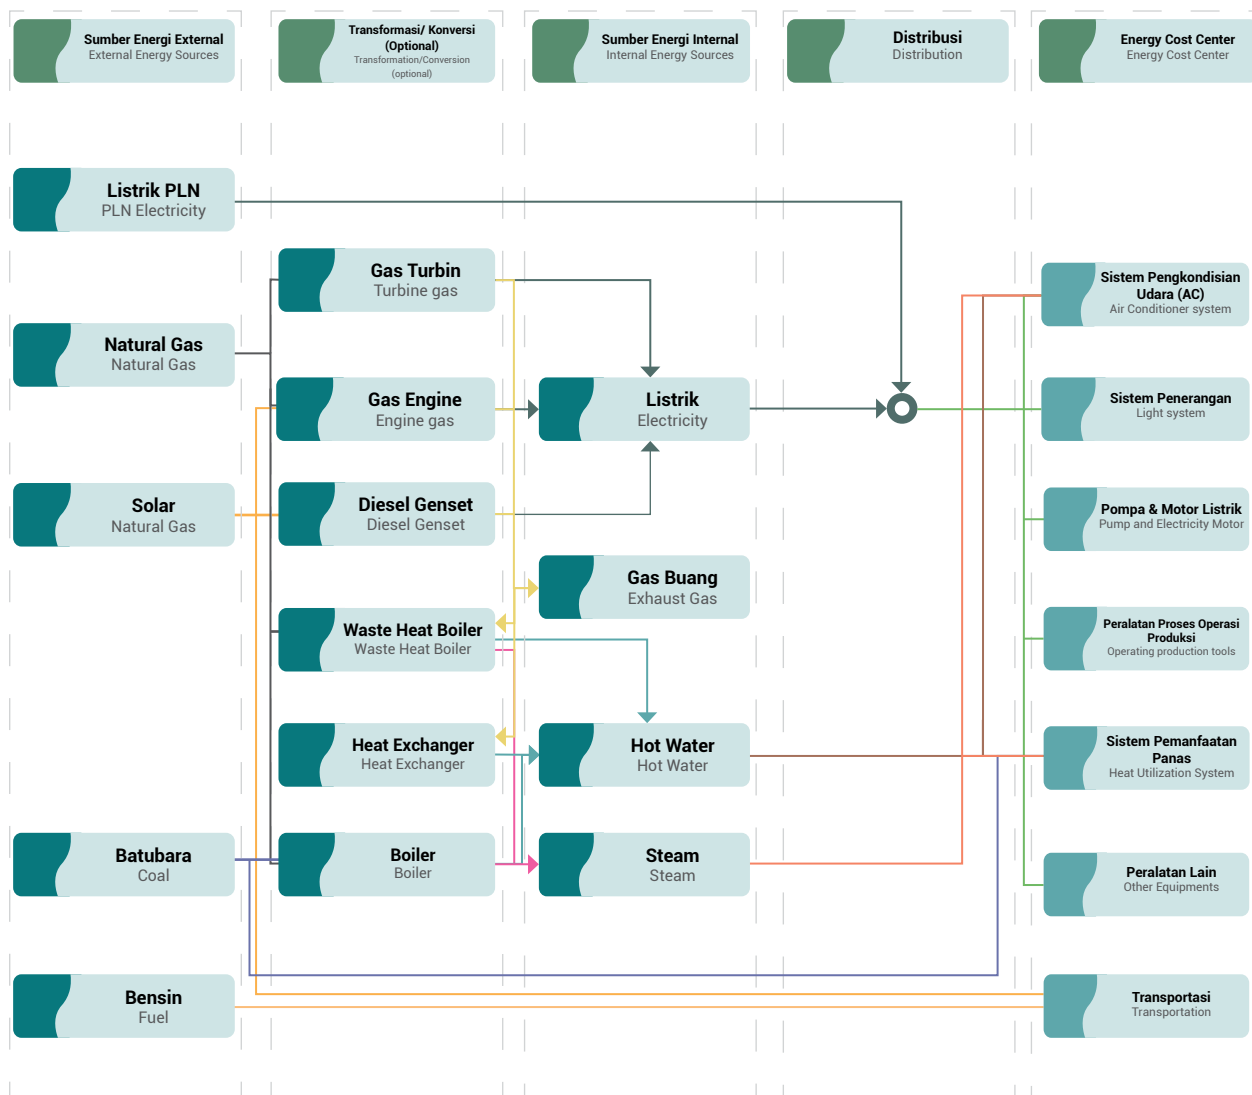 Sumber Energi External
External Energy Sources
Transformasi/ Konversi
(Optional)
Transformation/Conversion
(optional)
Sumber Energi Internal
Internal Energy Sources
Distribusi
Distribution
Energy Cost Center
Energy Cost Center
Listrik PLN
PLN Electricity
Natural Gas
Natural Gas
Solar
Natural Gas
Batubara
Coal
Bensin
Fuel
Gas Turbin
Turbine gas
Gas Engine
Engine gas
Diesel Genset
Diesel Genset
Waste Heat Boiler
Waste Heat Boiler
Heat Exchanger
Heat Exchanger
Boiler
Boiler
Listrik
Electricity
Gas Buang
Exhaust Gas
Hot Water
Hot Water
Steam
Steam
Sistem Pengkondisian
Udara (AC)
Air Conditioner system
Sistem Penerangan
Light system
Pompa & Motor Listrik
Pump and Electricity Motor
Peralatan Proses Operasi
Produksi
Operating production tools
Sistem Pemanfaatan
Panas
Heat Utilization System
Peralatan Lain
Other Equipments
Transportasi
Transportation